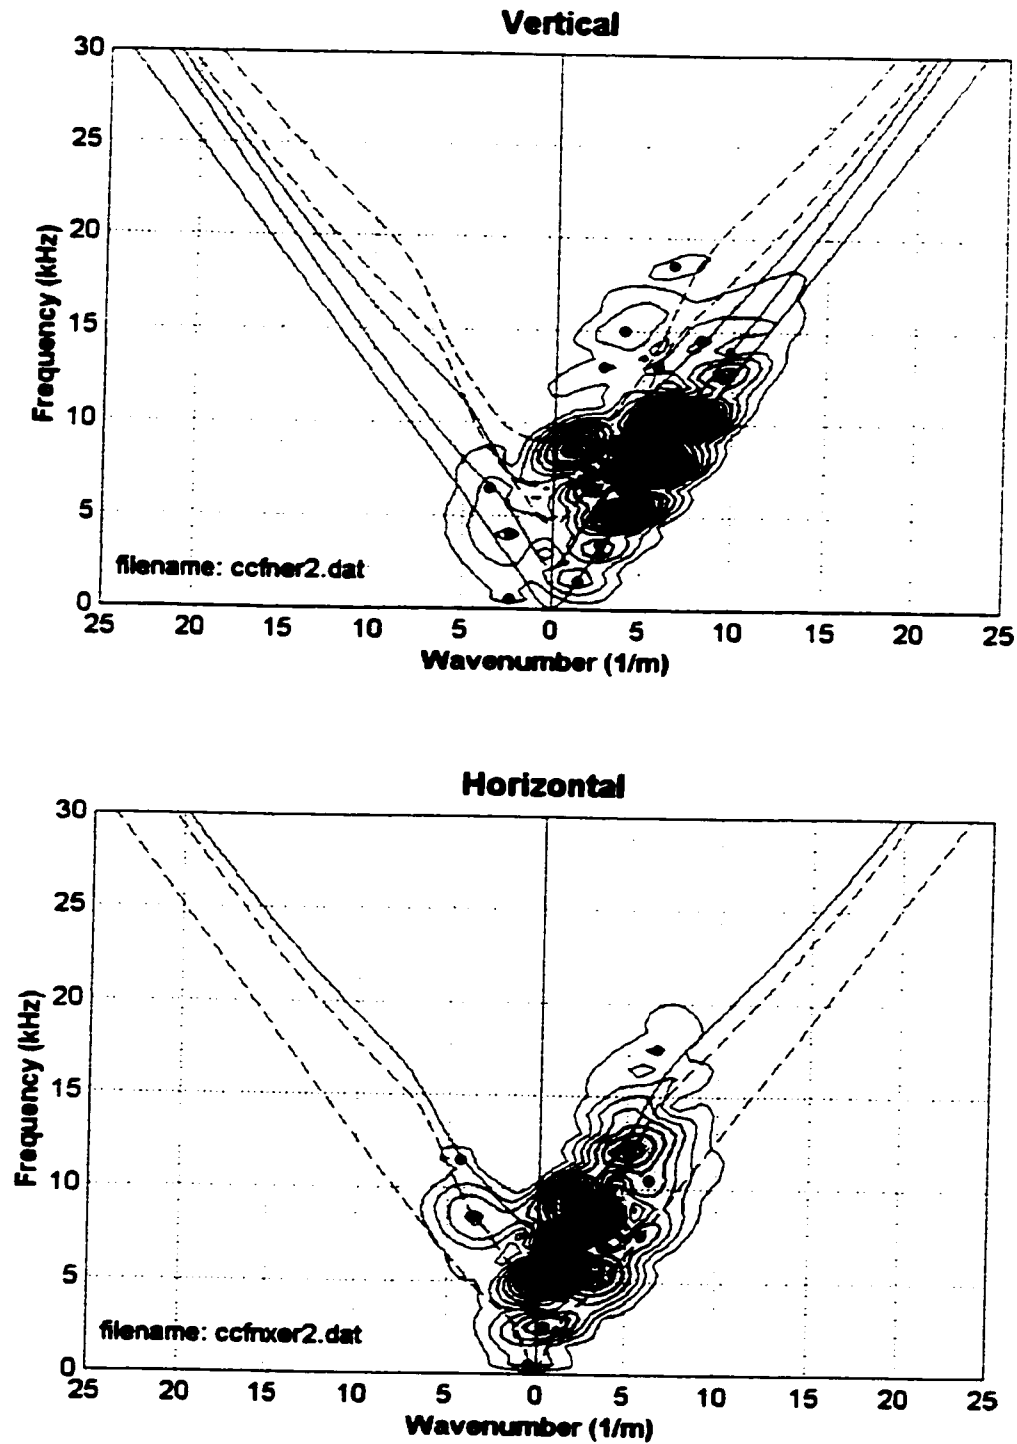 Vertical
30
25
20
15
10
5
0
Frequency (kHz)
filename: ccfner2.dat
25 20 15 10 5 0 5 10 15 20 25
Wavenumber (1/m)
Horizontal
30
25
20
15
10
5
0
Frequency (kHz)
filename: ccfnxer2.dat
25 20 15 10 5 0 5 10 15 20 25
Wavenumber (1/m)